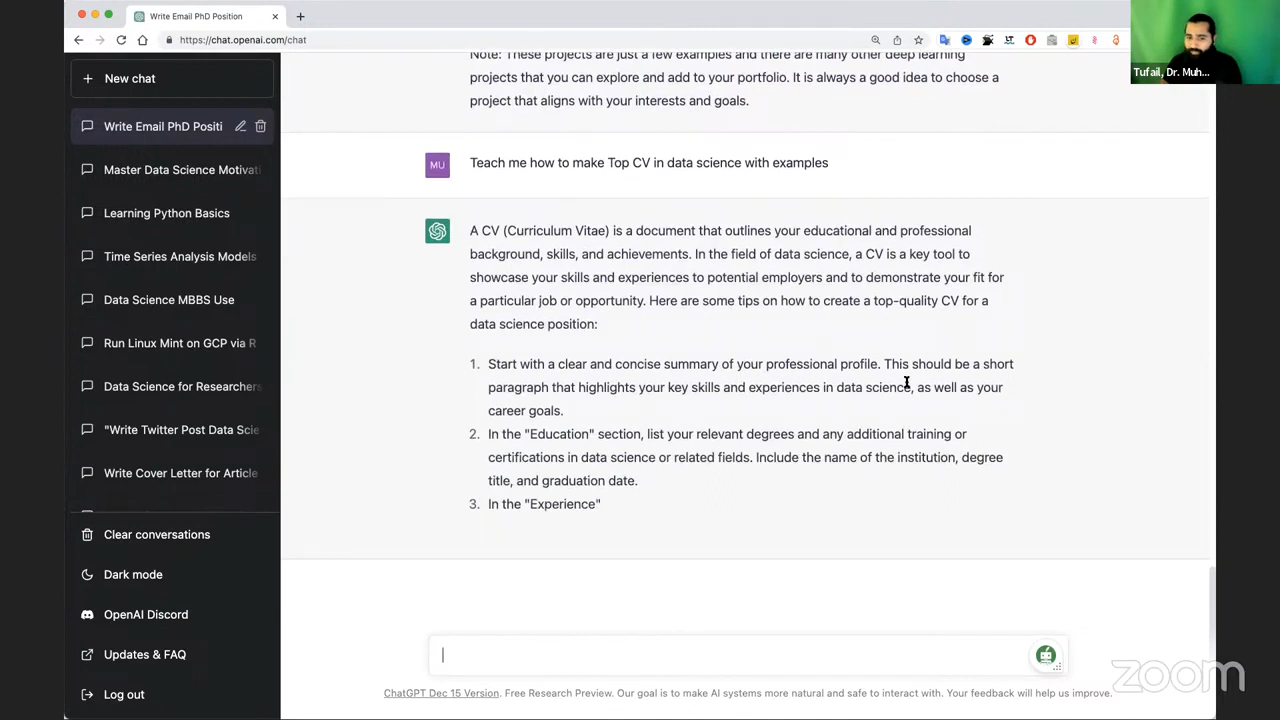 Write Email PhD Position
https://chat.openai.com/chat
Tufail, Dr. Muh...
New chat
Write Email PhD Positi
Master Data Science Motivati
Learning Python Basics
Time Series Analysis Models
Data Science MBBS Use
Run Linux Mint on GCP via R
Data Science for Researchers
"Write Twitter Post Data Scie
Write Cover Letter for Article
Clear conversations
Dark mode
OpenAI Discord
Updates & FAQ
Log out
Note: These projects are just a few examples and there are many other deep learning
projects that you can explore and add to your portfolio. It is always a good idea to choose a
project that aligns with your interests and goals.
MU
Teach me how to make Top CV in data science with examples
A CV (Curriculum Vitae) is a document that outlines your educational and professional
background, skills, and achievements. In the field of data science, a CV is a key tool to
showcase your skills and experiences to potential employers and to demonstrate your fit for
a particular job or opportunity. Here are some tips on how to create a top-quality CV for a
data science position:
1. Start with a clear and concise summary of your professional profile. This should be a short
paragraph that highlights your key skills and experiences in data science, as well as your
career goals.
2. In the "Education" section, list your relevant degrees and any additional training or
certifications in data science or related fields. Include the name of the institution, degree
title, and graduation date.
3. In the "Experience"
ChatGPT Dec 15 Version. Free Research Preview. Our goal is to make AI systems more natural and safe to interact with. Your feedback will help us improve.
zoom